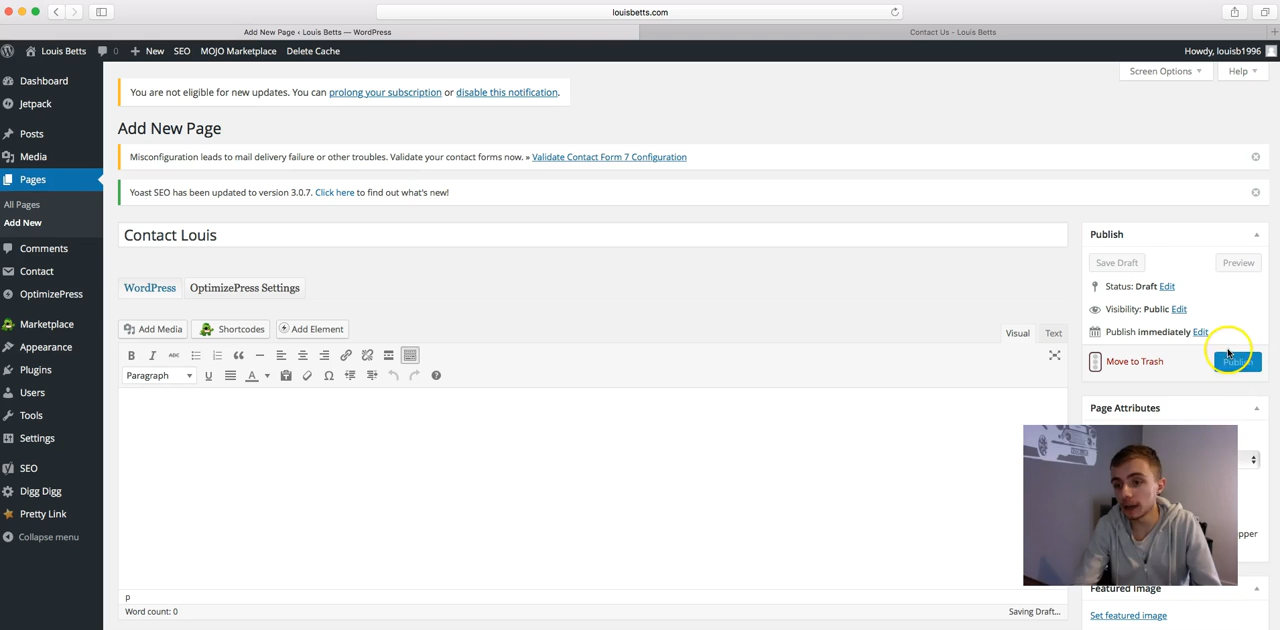 louisbetts.com
Add New Page ‹ Louis Betts — WordPress
Contact Us - Louis Betts
Louis Betts
0
New
SEO
MOJO Marketplace
Delete Cache
Howdy, louisb1996
Dashboard
Jetpack
Posts
Media
Pages
All Pages
Add New
Comments
Contact
OptimizePress
Marketplace
Appearance
Plugins
Users
Tools
Settings
SEO
Digg Digg
Pretty Link
Collapse menu
Screen Options
Help
You are not eligible for new updates. You can prolong your subscription or disable this notification.
Add New Page
Misconfiguration leads to mail delivery failure or other troubles. Validate your contact forms now. » Validate Contact Form 7 Configuration
Yoast SEO has been updated to version 3.0.7. Click here to find out what's new!
Contact Louis
WordPress
OptimizePress Settings
Add Media
Shortcodes
Add Element
Visual
Text
B I ABC
Paragraph
U
A
p
Word count: 0
Saving Draft...
Publish
Save Draft
Preview
Status: Draft Edit
Visibility: Public Edit
Publish immediately Edit
Move to Trash
Publish
Page Attributes
Featured Image
Set featured image